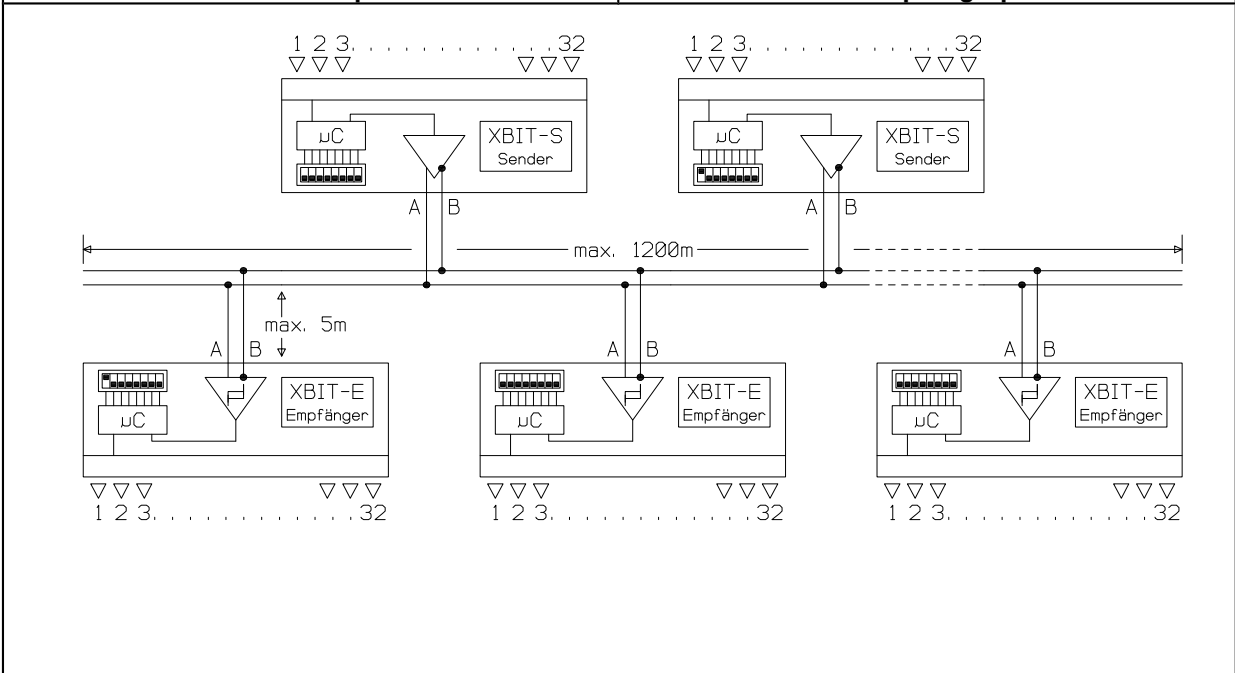 1 2 3 . . . . . . . . . . . . 32
1 2 3 . . . . . . . . . . . . 32
µC
XBIT-S
Sender
µC
XBIT-S
Sender
A B
A B
max. 1200m
max. 5m
A B
A B
A B
XBIT-E
Empfänger
µC
XBIT-E
Empfänger
µC
XBIT-E
Empfänger
µC
1 2 3 . . . . . . . . . . . . 32
1 2 3 . . . . . . . . . . . . 32
1 2 3 . . . . . . . . . . . . 32